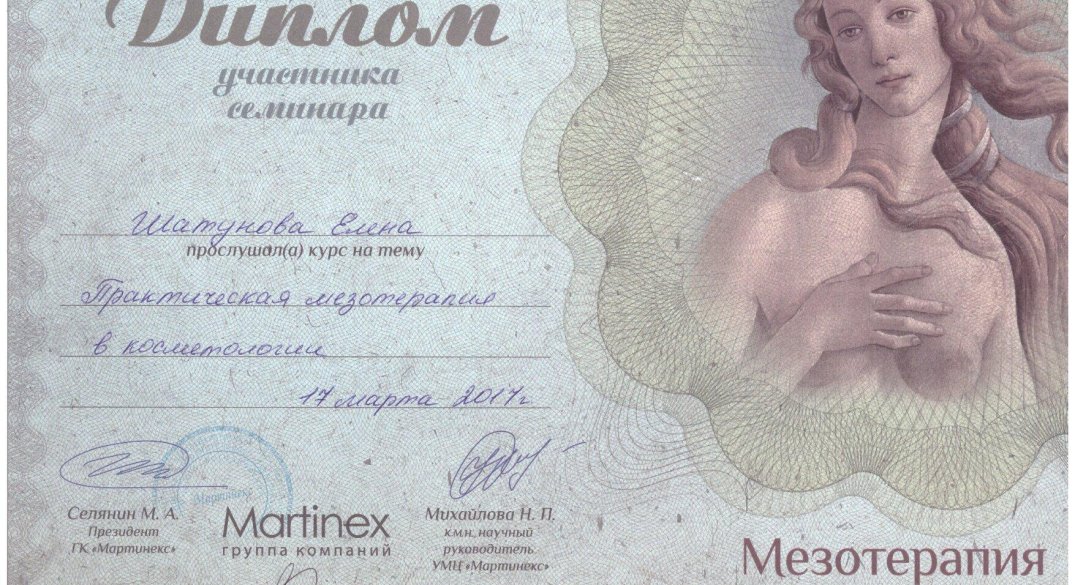 Диплом
участника
семинара
Шатунова Елена
прослушал(а) курс на тему
Практическая мезотерапия
в косметологии
17 марта 2017г.
Мартинекс
Селянин М. А.
Президент
ГК «Мартинекс»
Martinex
группа компаний
Михайлова Н. П.
к.м.н., научный
руководитель
УМЦ «Мартинекс»
Мезотерапия